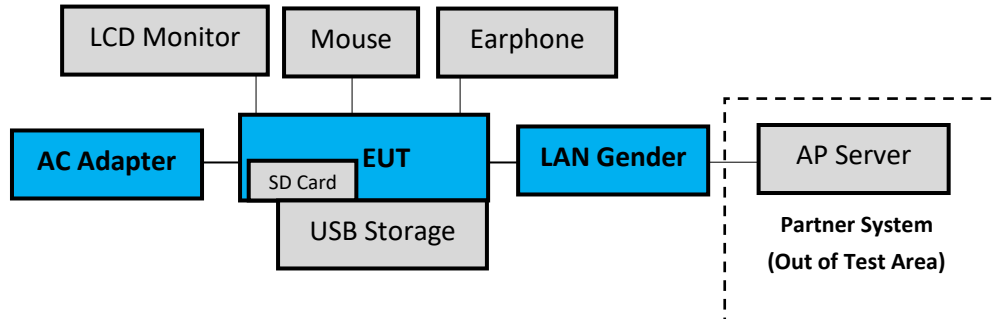 LCD Monitor
Mouse
Earphone
AC Adapter
EUT
LAN Gender
AP Server
SD Card
USB Storage
Partner System
(Out of Test Area)